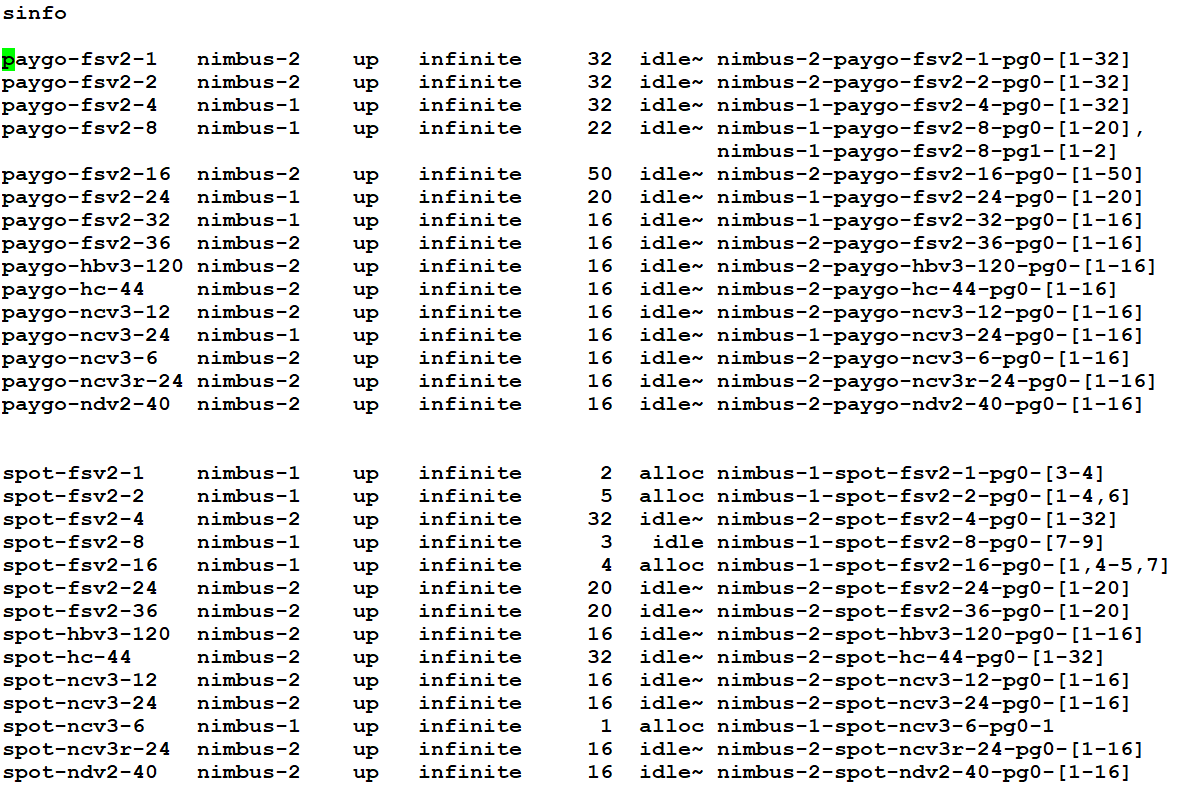 sinfo
paygo-fsv2-1 nimbus-2 up infinite 32 idle~ nimbus-2-paygo-fsv2-1-pg0-[1-32]
paygo-fsv2-2 nimbus-2 up infinite 32 idle~ nimbus-2-paygo-fsv2-2-pg0-[1-32]
paygo-fsv2-4 nimbus-1 up infinite 32 idle~ nimbus-1-paygo-fsv2-4-pg0-[1-32]
paygo-fsv2-8 nimbus-1 up infinite 22 idle~ nimbus-1-paygo-fsv2-8-pg0-[1-20],
nimbus-1-paygo-fsv2-8-pg1-[1-2]
paygo-fsv2-16 nimbus-2 up infinite 50 idle~ nimbus-2-paygo-fsv2-16-pg0-[1-50]
paygo-fsv2-24 nimbus-1 up infinite 20 idle~ nimbus-1-paygo-fsv2-24-pg0-[1-20]
paygo-fsv2-32 nimbus-1 up infinite 16 idle~ nimbus-1-paygo-fsv2-32-pg0-[1-16]
paygo-fsv2-36 nimbus-2 up infinite 16 idle~ nimbus-2-paygo-fsv2-36-pg0-[1-16]
paygo-hbv3-120 nimbus-2 up infinite 16 idle~ nimbus-2-paygo-hbv3-120-pg0-[1-16]
paygo-hc-44 nimbus-2 up infinite 16 idle~ nimbus-2-paygo-hc-44-pg0-[1-16]
paygo-ncv3-12 nimbus-2 up infinite 16 idle~ nimbus-2-paygo-ncv3-12-pg0-[1-16]
paygo-ncv3-24 nimbus-1 up infinite 16 idle~ nimbus-1-paygo-ncv3-24-pg0-[1-16]
paygo-ncv3-6 nimbus-2 up infinite 16 idle~ nimbus-2-paygo-ncv3-6-pg0-[1-16]
paygo-ncv3r-24 nimbus-2 up infinite 16 idle~ nimbus-2-paygo-ncv3r-24-pg0-[1-16]
paygo-ndv2-40 nimbus-2 up infinite 16 idle~ nimbus-2-paygo-ndv2-40-pg0-[1-16]
spot-fsv2-1 nimbus-1 up infinite 2 alloc nimbus-1-spot-fsv2-1-pg0-[3-4]
spot-fsv2-2 nimbus-1 up infinite 5 alloc nimbus-1-spot-fsv2-2-pg0-[1-4,6]
spot-fsv2-4 nimbus-2 up infinite 32 idle~ nimbus-2-spot-fsv2-4-pg0-[1-32]
spot-fsv2-8 nimbus-1 up infinite 3 idle nimbus-1-spot-fsv2-8-pg0-[7-9]
spot-fsv2-16 nimbus-1 up infinite 4 alloc nimbus-1-spot-fsv2-16-pg0-[1,4-5,7]
spot-fsv2-24 nimbus-2 up infinite 20 idle~ nimbus-2-spot-fsv2-24-pg0-[1-20]
spot-fsv2-36 nimbus-2 up infinite 20 idle~ nimbus-2-spot-fsv2-36-pg0-[1-20]
spot-hbv3-120 nimbus-2 up infinite 16 idle~ nimbus-2-spot-hbv3-120-pg0-[1-16]
spot-hc-44 nimbus-2 up infinite 32 idle~ nimbus-2-spot-hc-44-pg0-[1-32]
spot-ncv3-12 nimbus-2 up infinite 16 idle~ nimbus-2-spot-ncv3-12-pg0-[1-16]
spot-ncv3-24 nimbus-2 up infinite 16 idle~ nimbus-2-spot-ncv3-24-pg0-[1-16]
spot-ncv3-6 nimbus-1 up infinite 1 alloc nimbus-1-spot-ncv3-6-pg0-1
spot-ncv3r-24 nimbus-2 up infinite 16 idle~ nimbus-2-spot-ncv3r-24-pg0-[1-16]
spot-ndv2-40 nimbus-2 up infinite 16 idle~ nimbus-2-spot-ndv2-40-pg0-[1-16]